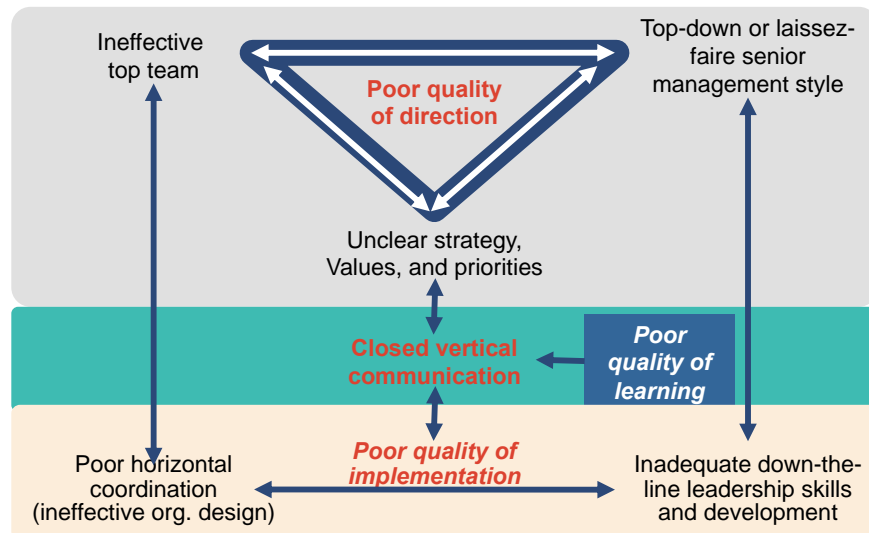 Ineffective
top team
Poor quality
of direction
Top-down or laissez-
faire senior
management style
Unclear strategy,
Values, and priorities
Closed vertical
communication
Poor
quality of
learning
Poor horizontal
coordination
(ineffective org. design)
Poor quality of
implementation
Inadequate down-the-
line leadership skills
and development